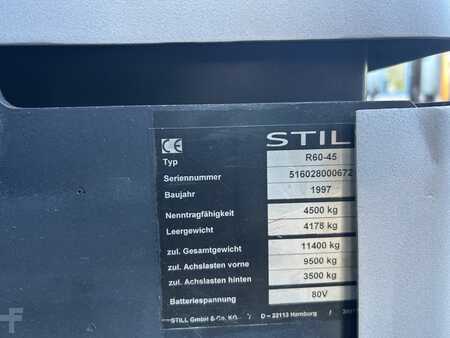 CE STILL
Typ R60-45
Seriennummer 516028000672
Baujahr 1997
Nenntragfähigkeit 4500 kg
Leergewicht 4178 kg
zul. Gesamtgewicht 11400 kg
zul. Achslasten vorne 9500 kg
zul. Achslasten hinten 3500 kg
Batteriespannung 80V
STILL GmbH & Co. KG D – 22113 Hamburg